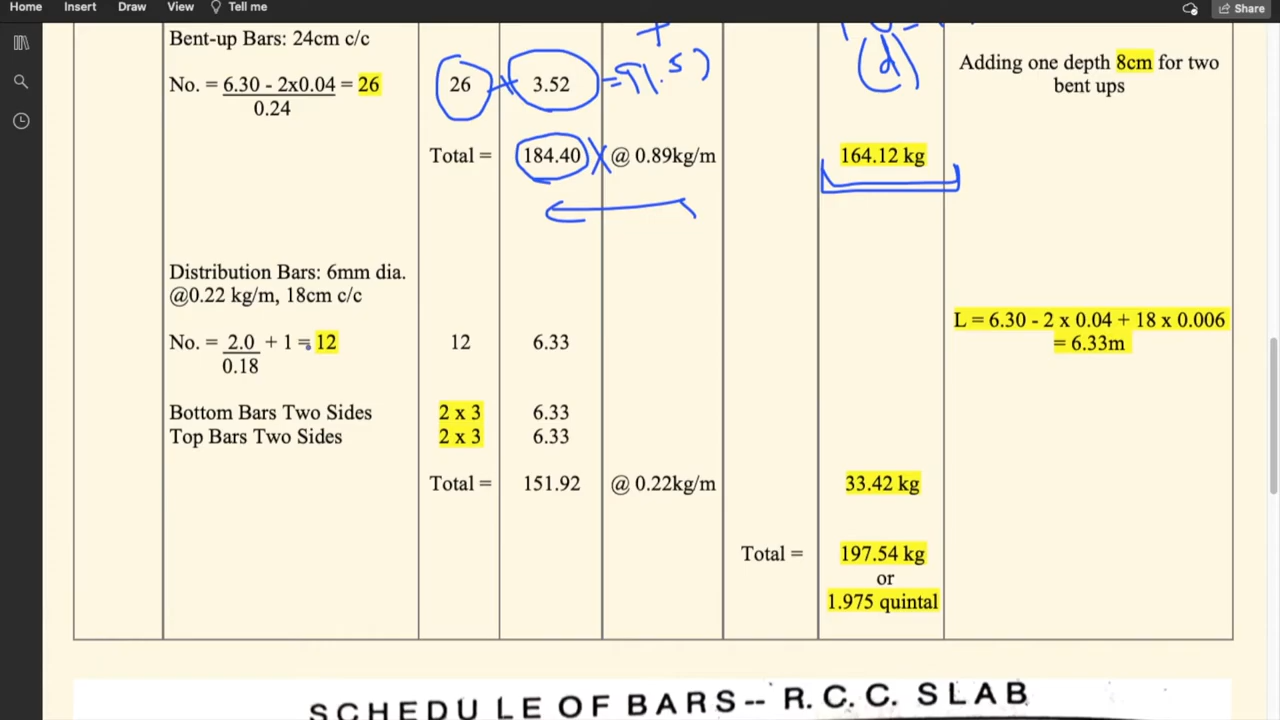 Home Insert Draw View Tell me Share
Bent-up Bars: 24cm c/c
No. = 6.30 - 2x0.04 = 26
0.24
26 x 3.52 = 91.5)
+
(d)
Adding one depth 8cm for two
bent ups
Total = 184.40 x @ 0.89kg/m 164.12 kg
Distribution Bars: 6mm dia.
@0.22 kg/m, 18cm c/c
No. = 2.0 + 1 = 12 12 6.33
0.18
L = 6.30 - 2 x 0.04 + 18 x 0.006
= 6.33m
Bottom Bars Two Sides 2 x 3 6.33
Top Bars Two Sides 2 x 3 6.33
Total = 151.92 @ 0.22kg/m 33.42 kg
Total = 197.54 kg
or
1.975 quintal
SCHEDULE OF BARS-- R.C.C. SLAB